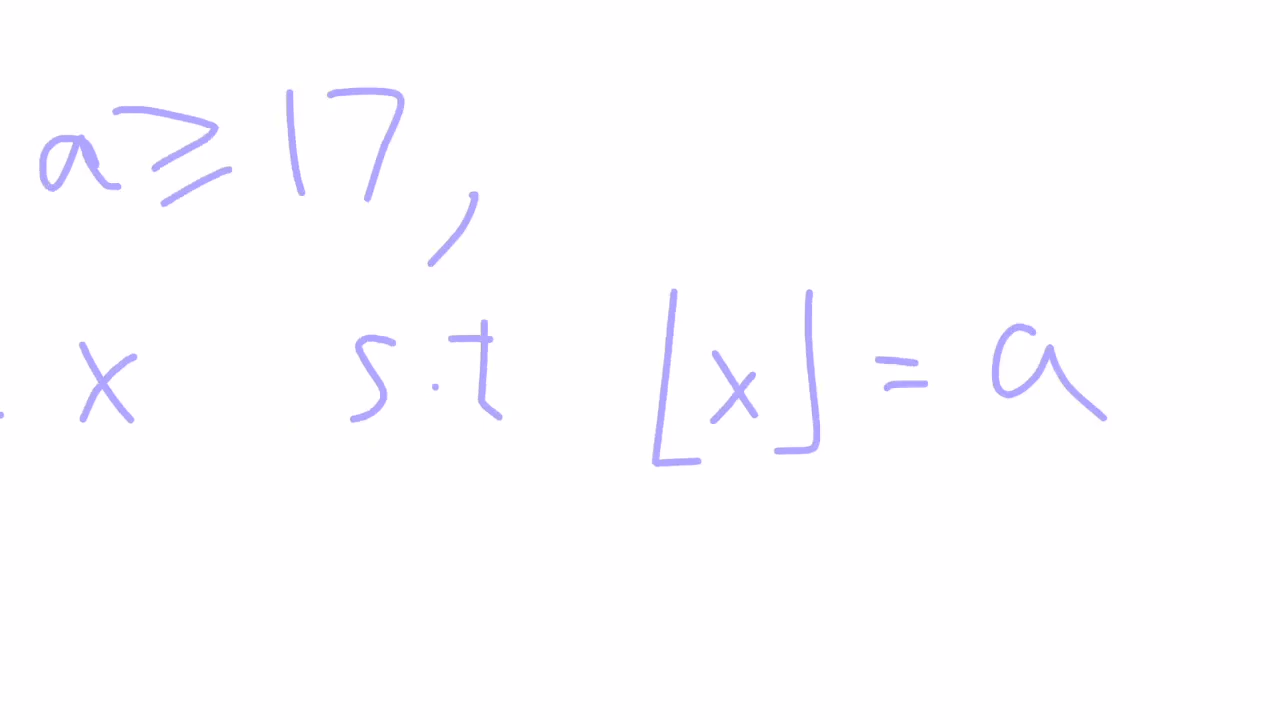 a ≥ 17,
. x s.t ⌊x⌋ = a